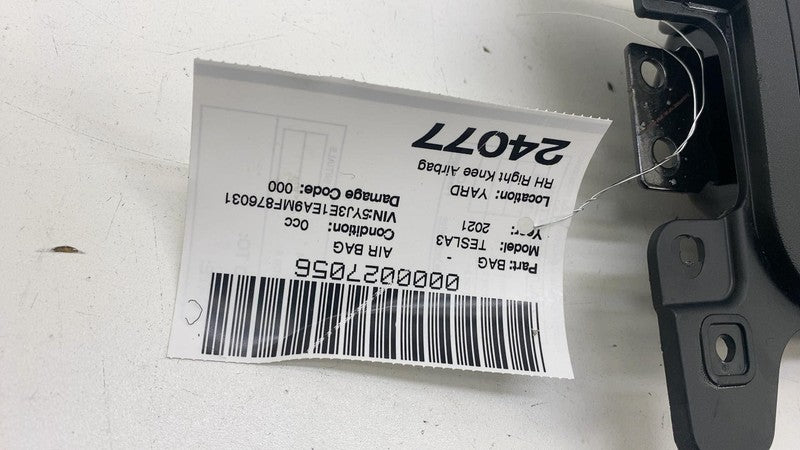 0000027056
Part: BAG - AIR BAG
Model: TESLA3 Condition: 0cc
Year: 2021 VIN:5YJ3E1EA9MF876031
Location: YARD Damage Code: 000
RH Right Knee Airbag
24077